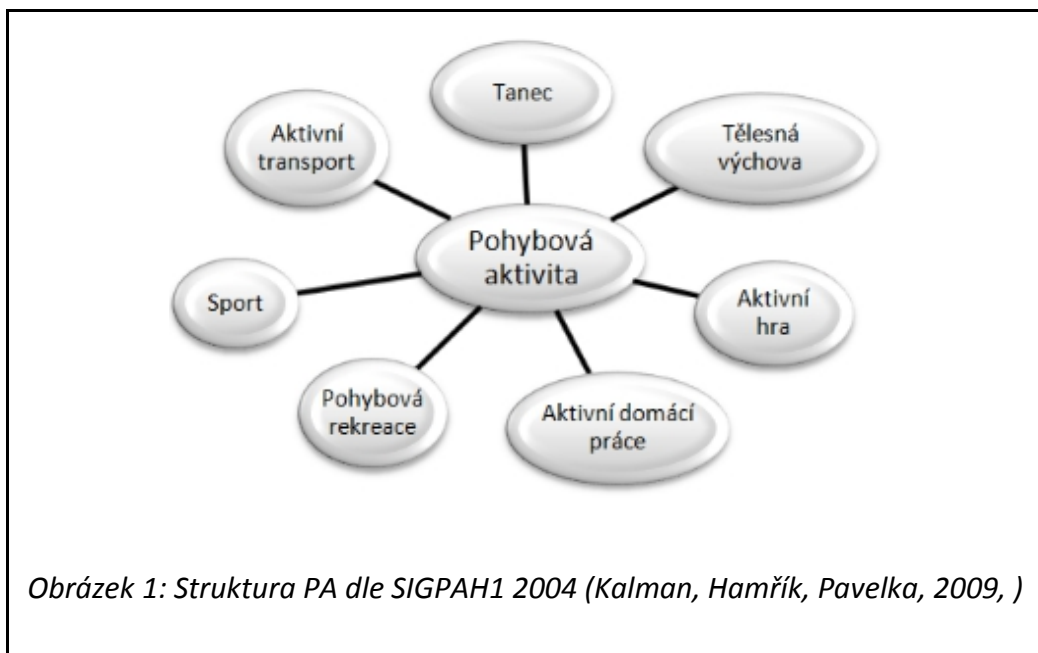 Tanec
Aktivní
transport
Tělesná
výchova
Pohybová
aktivita
Sport
Aktivní
hra
Pohybová
rekreace
Aktivní domácí
práce
Obrázek 1: Struktura PA dle SIGPAH1 2004 (Kalman, Hamřík, Pavelka, 2009, )